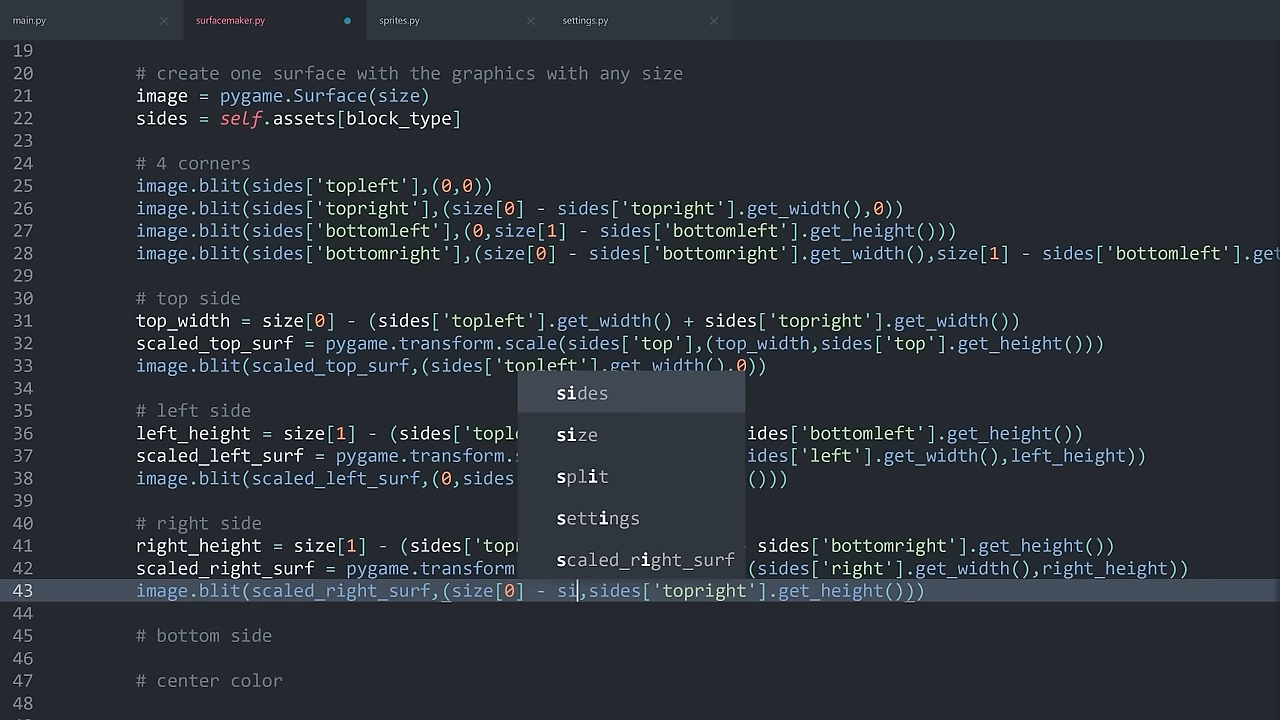 main.py × surfacemaker.py sprites.py × settings.py ×
19
20 # create one surface with the graphics with any size
21 image = pygame.Surface(size)
22 sides = self.assets[block_type]
23
24 # 4 corners
25 image.blit(sides['topleft'],(0,0))
26 image.blit(sides['topright'],(size[0] - sides['topright'].get_width(),0))
27 image.blit(sides['bottomleft'],(0,size[1] - sides['bottomleft'].get_height()))
28 image.blit(sides['bottomright'],(size[0] - sides['bottomright'].get_width(),size[1] - sides['bottomleft'].get
29
30 # top side
31 top_width = size[0] - (sides['topleft'].get_width() + sides['topright'].get_width())
32 scaled_top_surf = pygame.transform.scale(sides['top'],(top_width,sides['top'].get_height()))
33 image.blit(scaled_top_surf,(sides['topleft'].get_width(),0))
34
sides
35 # left side
36 left_height = size[1] - (sides['topl ides['bottomleft'].get_height())
size
37 scaled_left_surf = pygame.transform. ides['left'].get_width(),left_height))
38 image.blit(scaled_left_surf,(0,sides ()))
split
39
40 # right side
settings
41 right_height = size[1] - (sides['top sides['bottomright'].get_height())
scaled_right_surf
42 scaled_right_surf = pygame.transform (sides['right'].get_width(),right_height))
43 image.blit(scaled_right_surf,(size[0] - si,sides['topright'].get_height()))
44
45 # bottom side
46
47 # center color
48